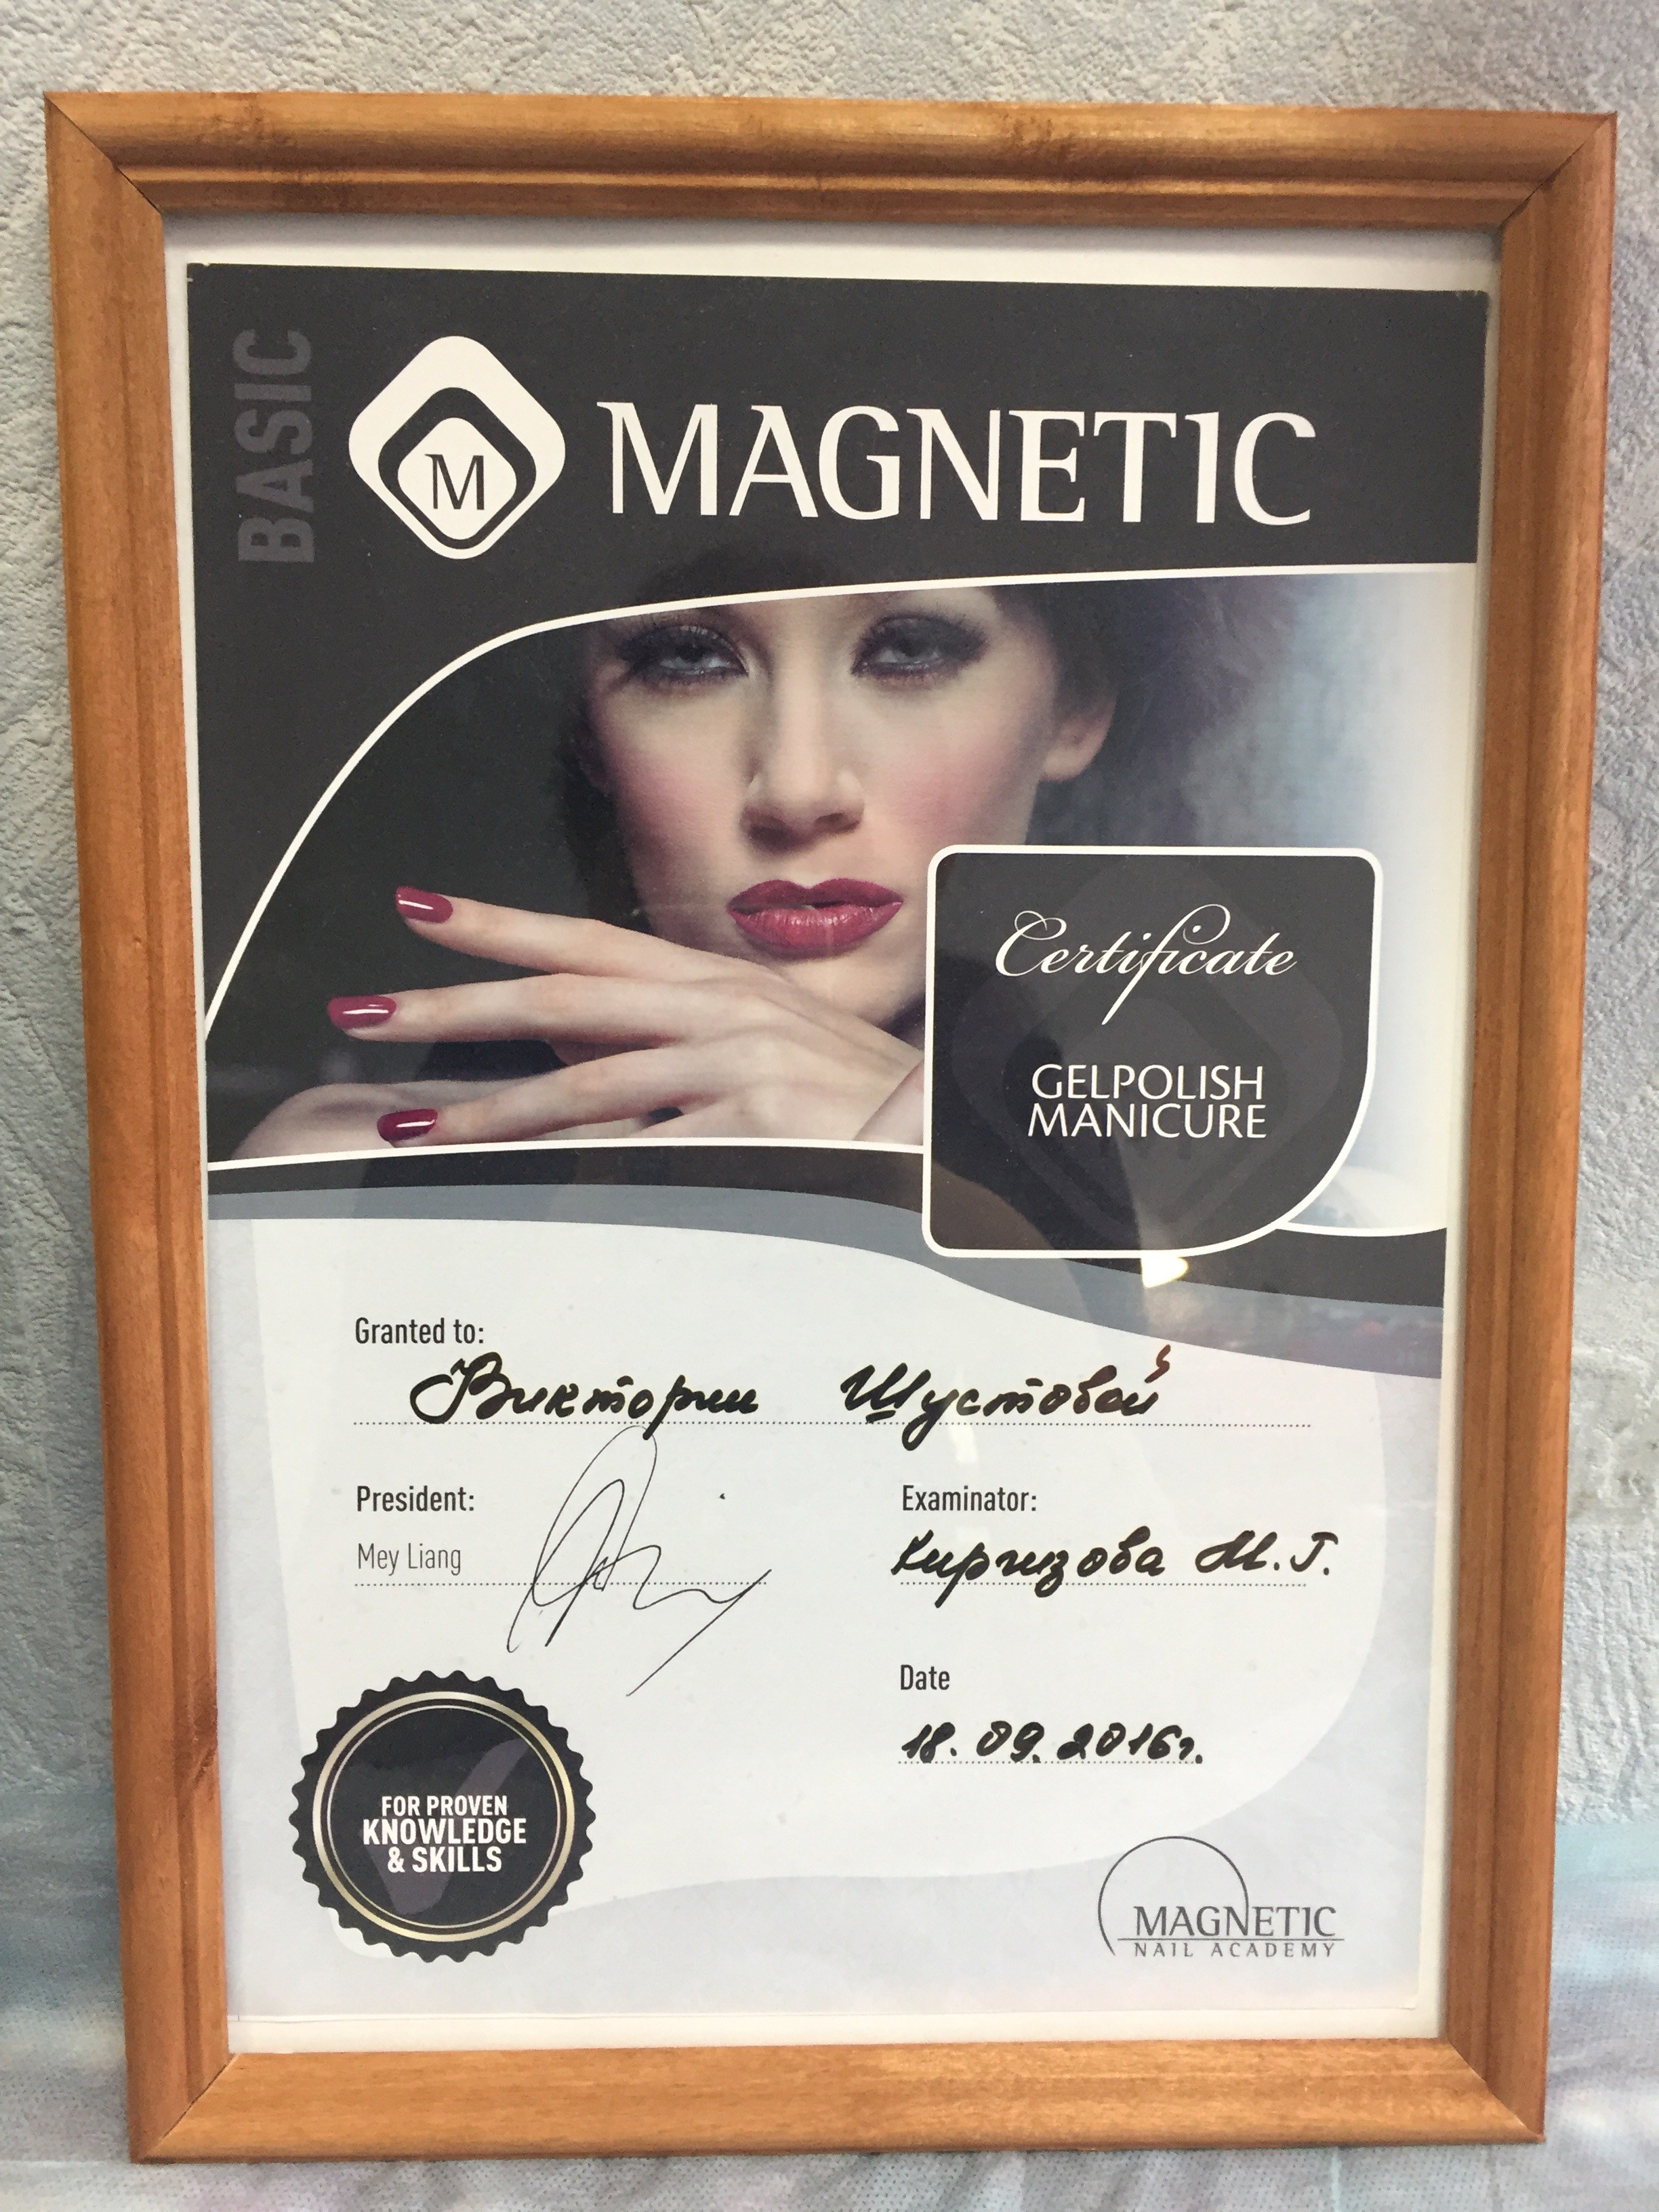 BASIC
M
MAGNETIC
Certificate
GELPOLISH
MANICURE
Granted to:
Виктории Шустовой
President:
Mey Liang
Examinator:
Киргизова М.Г.
Date
18.09.2016г.
FOR PROVEN
KNOWLEDGE
& SKILLS
MAGNETIC
NAIL ACADEMY